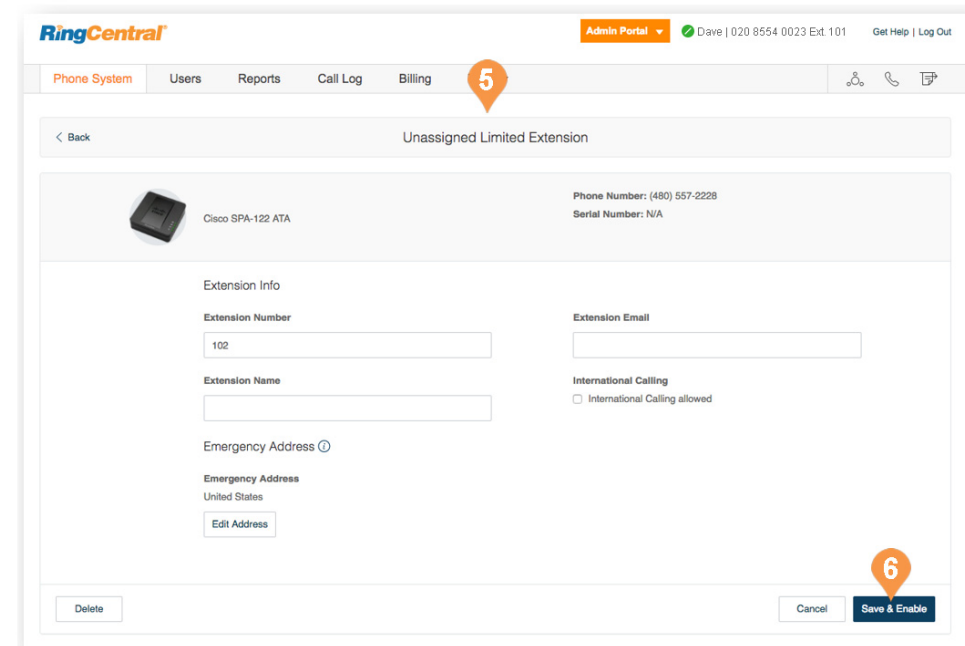 RingCentral®
Admin Portal
Dave | 020 8554 0023 Ext. 101
Get Help | Log Out
Phone System Users Reports Call Log Billing
5
< Back
Unassigned Limited Extension
Cisco SPA-122 ATA
Phone Number: (480) 557-2228
Serial Number: N/A
Extension Info
Extension Number
102
Extension Email
Extension Name
International Calling
International Calling allowed
Emergency Address
Emergency Address
United States
Edit Address
6
Delete
Cancel
Save & Enable